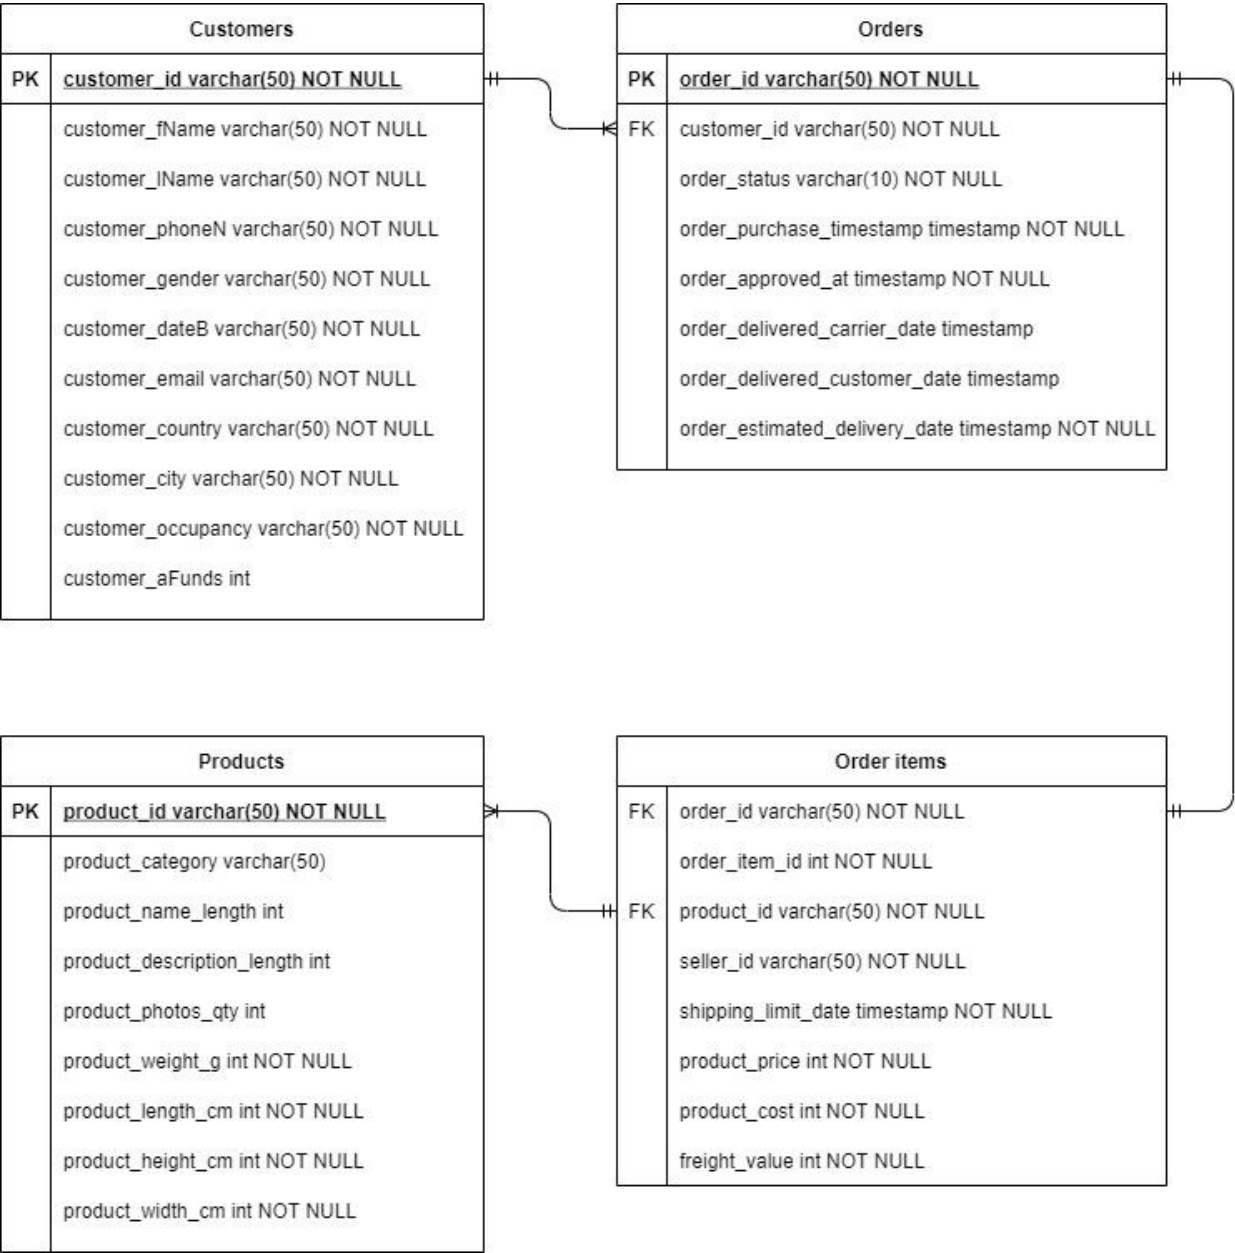 Customers
PK customer_id varchar(50) NOT NULL
customer_fName varchar(50) NOT NULL
customer_lName varchar(50) NOT NULL
customer_phoneN varchar(50) NOT NULL
customer_gender varchar(50) NOT NULL
customer_dateB varchar(50) NOT NULL
customer_email varchar(50) NOT NULL
customer_country varchar(50) NOT NULL
customer_city varchar(50) NOT NULL
customer_occupancy varchar(50) NOT NULL
customer_aFunds int
Orders
PK order_id varchar(50) NOT NULL
FK customer_id varchar(50) NOT NULL
order_status varchar(10) NOT NULL
order_purchase_timestamp timestamp NOT NULL
order_approved_at timestamp NOT NULL
order_delivered_carrier_date timestamp
order_delivered_customer_date timestamp
order_estimated_delivery_date timestamp NOT NULL
Products
PK product_id varchar(50) NOT NULL
product_category varchar(50)
product_name_length int
product_description_length int
product_photos_qty int
product_weight_g int NOT NULL
product_length_cm int NOT NULL
product_height_cm int NOT NULL
product_width_cm int NOT NULL
Order items
FK order_id varchar(50) NOT NULL
order_item_id int NOT NULL
FK product_id varchar(50) NOT NULL
seller_id varchar(50) NOT NULL
shipping_limit_date timestamp NOT NULL
product_price int NOT NULL
product_cost int NOT NULL
freight_value int NOT NULL